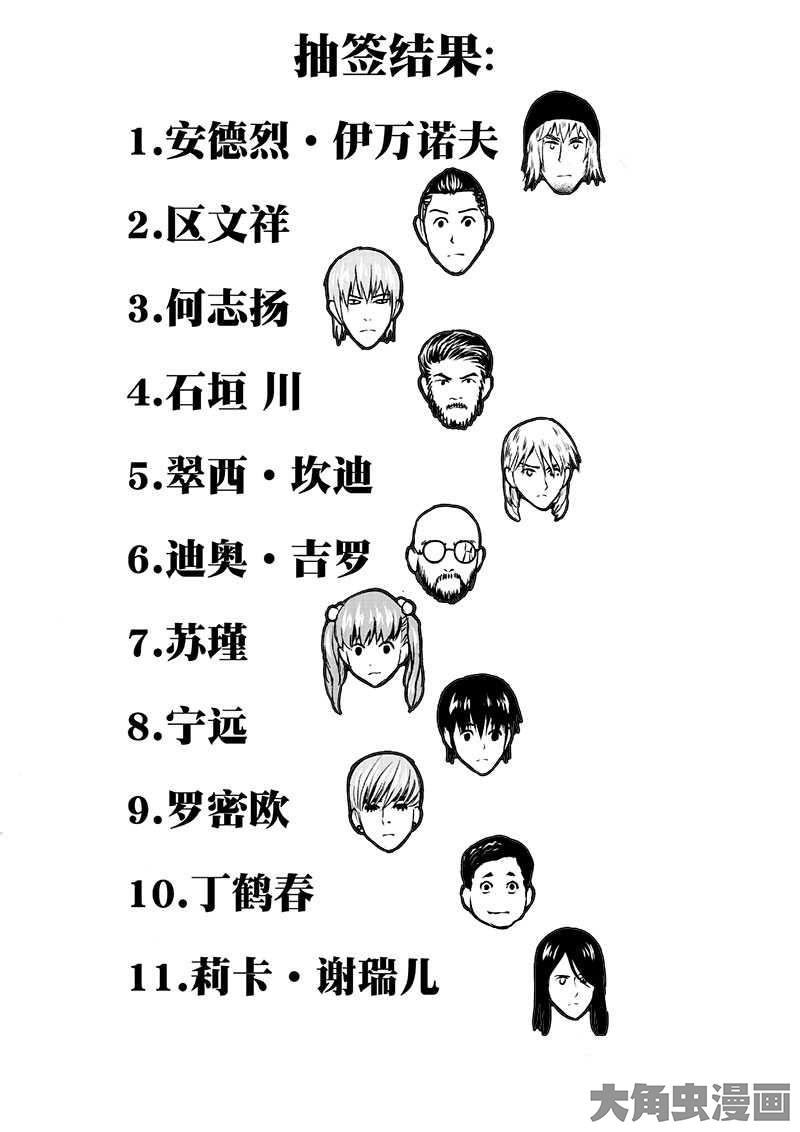 抽签结果:
1.安德烈·伊万诺夫
2.区文祥
3.何志扬
4.石垣 川
5.翠西·坎迪
6.迪奥·吉罗
7.苏瑾
8.宁远
9.罗密欧
10.丁鹤春
11.莉卡·谢瑞儿
大角虫漫画